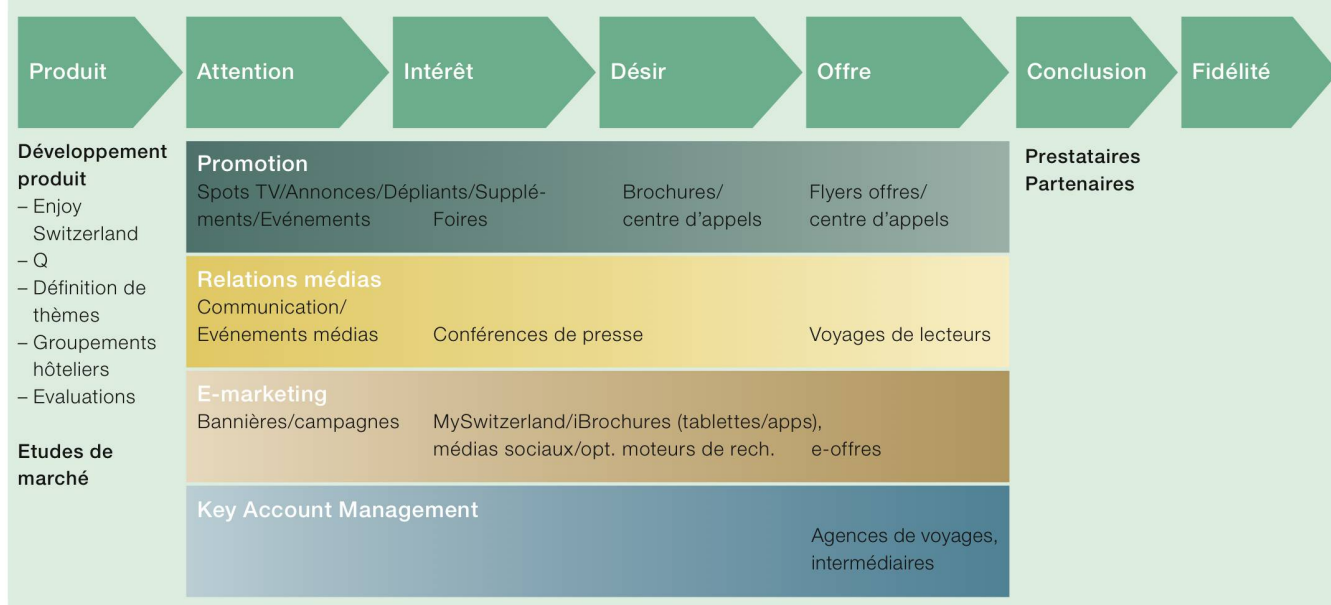 Produit
Attention
Intérêt
Désir
Offre
Conclusion
Fidélité
Développement
produit
– Enjoy
Switzerland
– Q
– Définition de
thèmes
– Groupements
hôteliers
– Evaluations
Etudes de
marché
Promotion
Spots TV/Annonces/Dépliants/Supplé-
ments/Evénements
Foires
Brochures/
centre d’appels
Flyers offres/
centre d’appels
Relations médias
Communication/
Evénements médias
Conférences de presse
Voyages de lecteurs
E-marketing
Bannières/campagnes
MySwitzerland/iBrochures (tablettes/apps),
médias sociaux/opt. moteurs de rech.
e-offres
Key Account Management
Agences de voyages,
intermédiaires
Prestataires
Partenaires